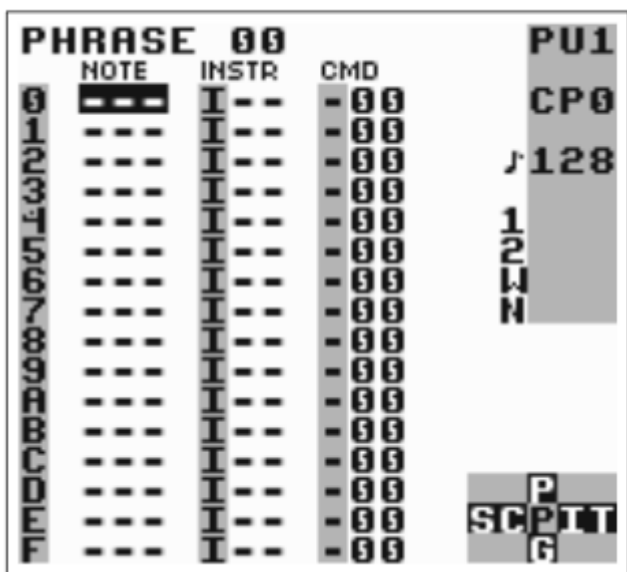 PHRASE 00 PU1
NOTE INSTR CMD
0 --- I-- -00 CP0
1 --- I-- -00
2 --- I-- -00 ♪128
3 --- I-- -00
4 --- I-- -00 1
5 --- I-- -00 2
6 --- I-- -00 W
7 --- I-- -00 N
8 --- I-- -00
9 --- I-- -00
A --- I-- -00
B --- I-- -00
C --- I-- -00
D --- I-- -00 P
E --- I-- -00 SCPIT
F --- I-- -00 G